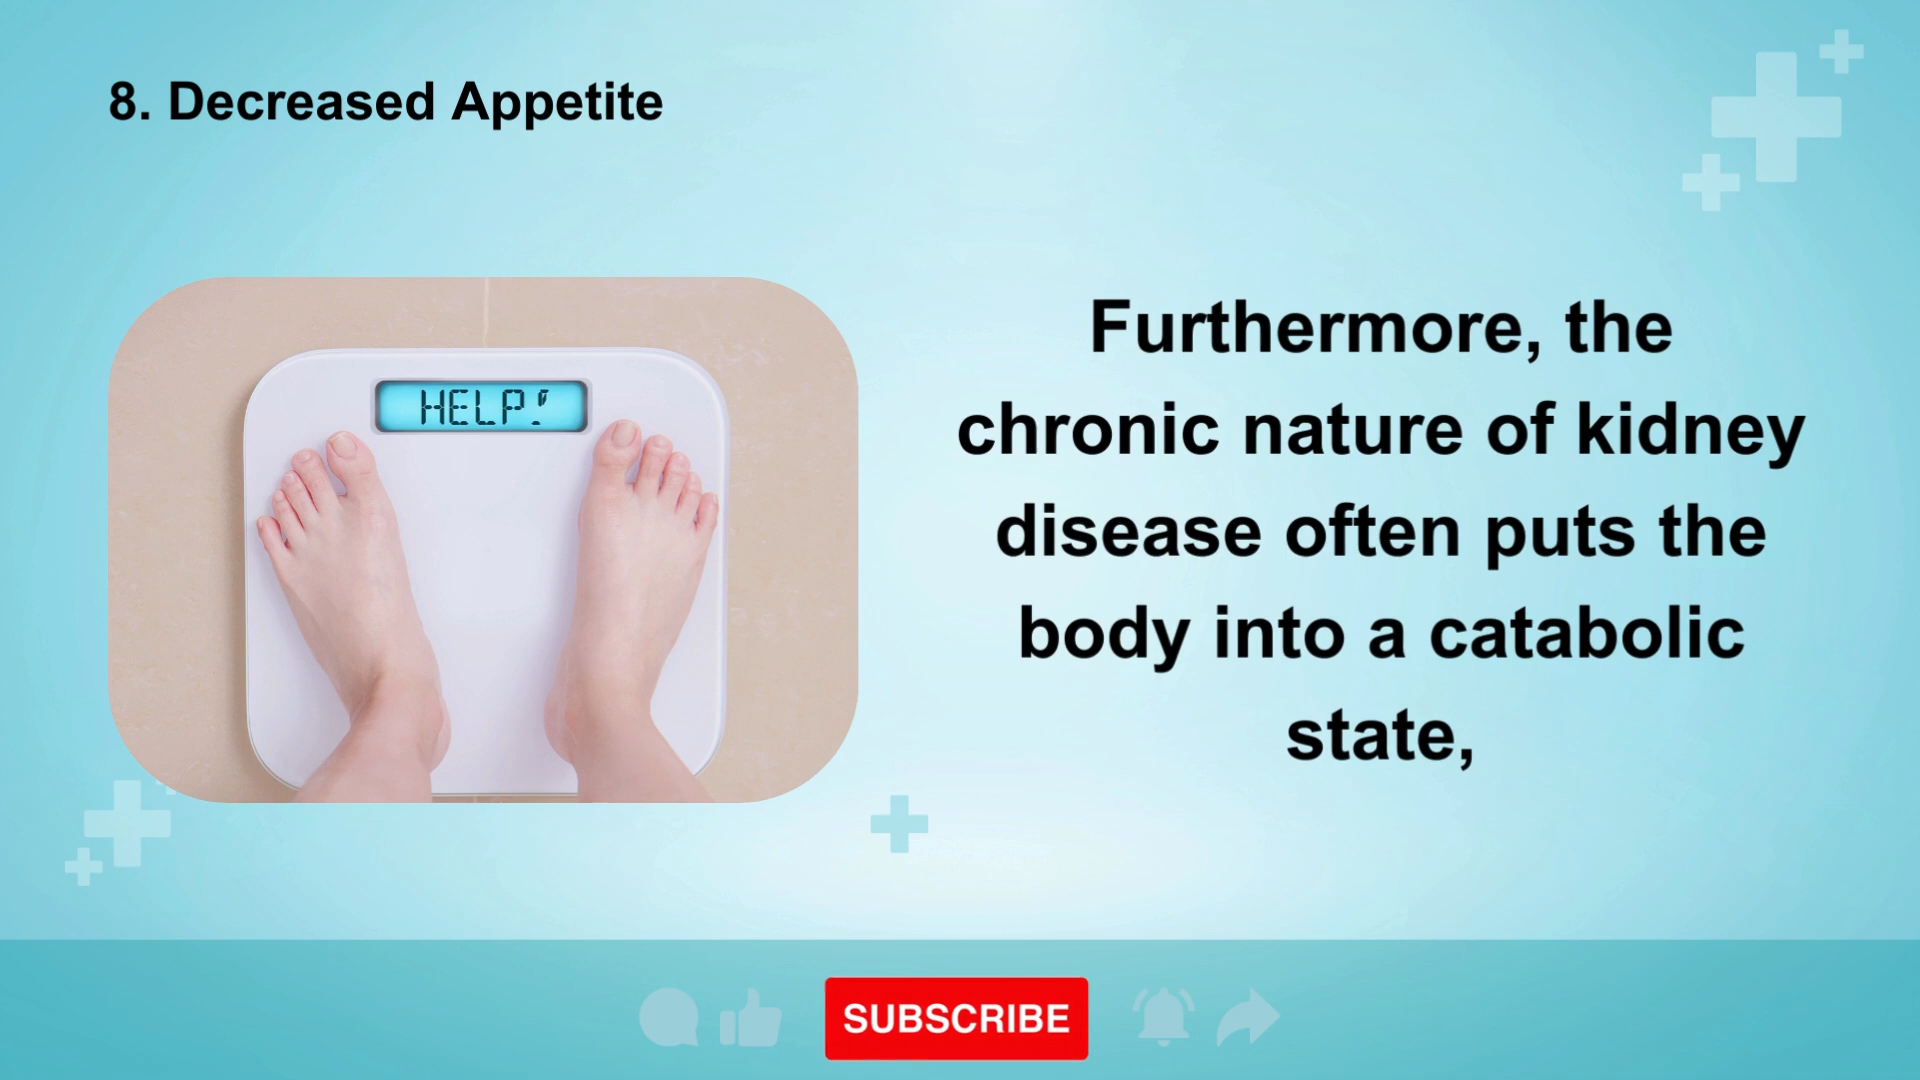 8. Decreased Appetite
HELP!
Furthermore, the
chronic nature of kidney
disease often puts the
body into a catabolic
state,
SUBSCRIBE